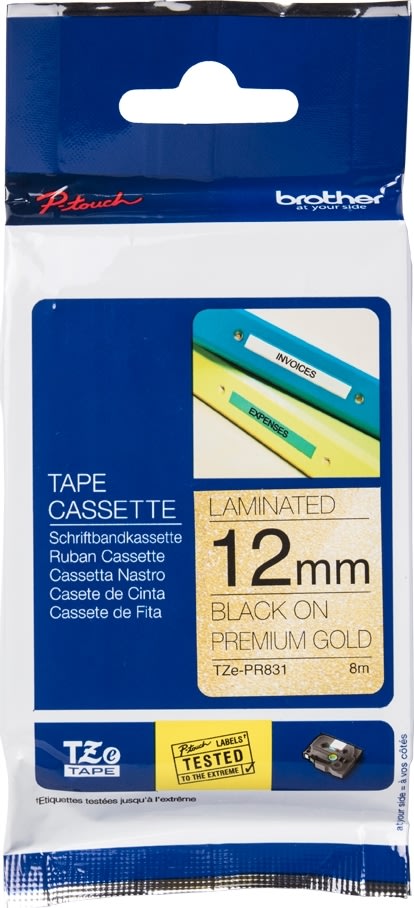 P-touch
brother
at your side
INVOICES
EXPENSES
TAPE
CASSETTE
Schriftbandkassette
Ruban Cassette
Cassetta Nastro
Casete de Cinta
Cassete de Fita
LAMINATED
12mm
BLACK ON
PREMIUM GOLD
TZe-PR831 8m
TZe
TAPE
P-touch LABELS†
TESTED
TO THE EXTREME
†Etiquettes testées jusqu'à l'extrême
at your side = à vos côtés